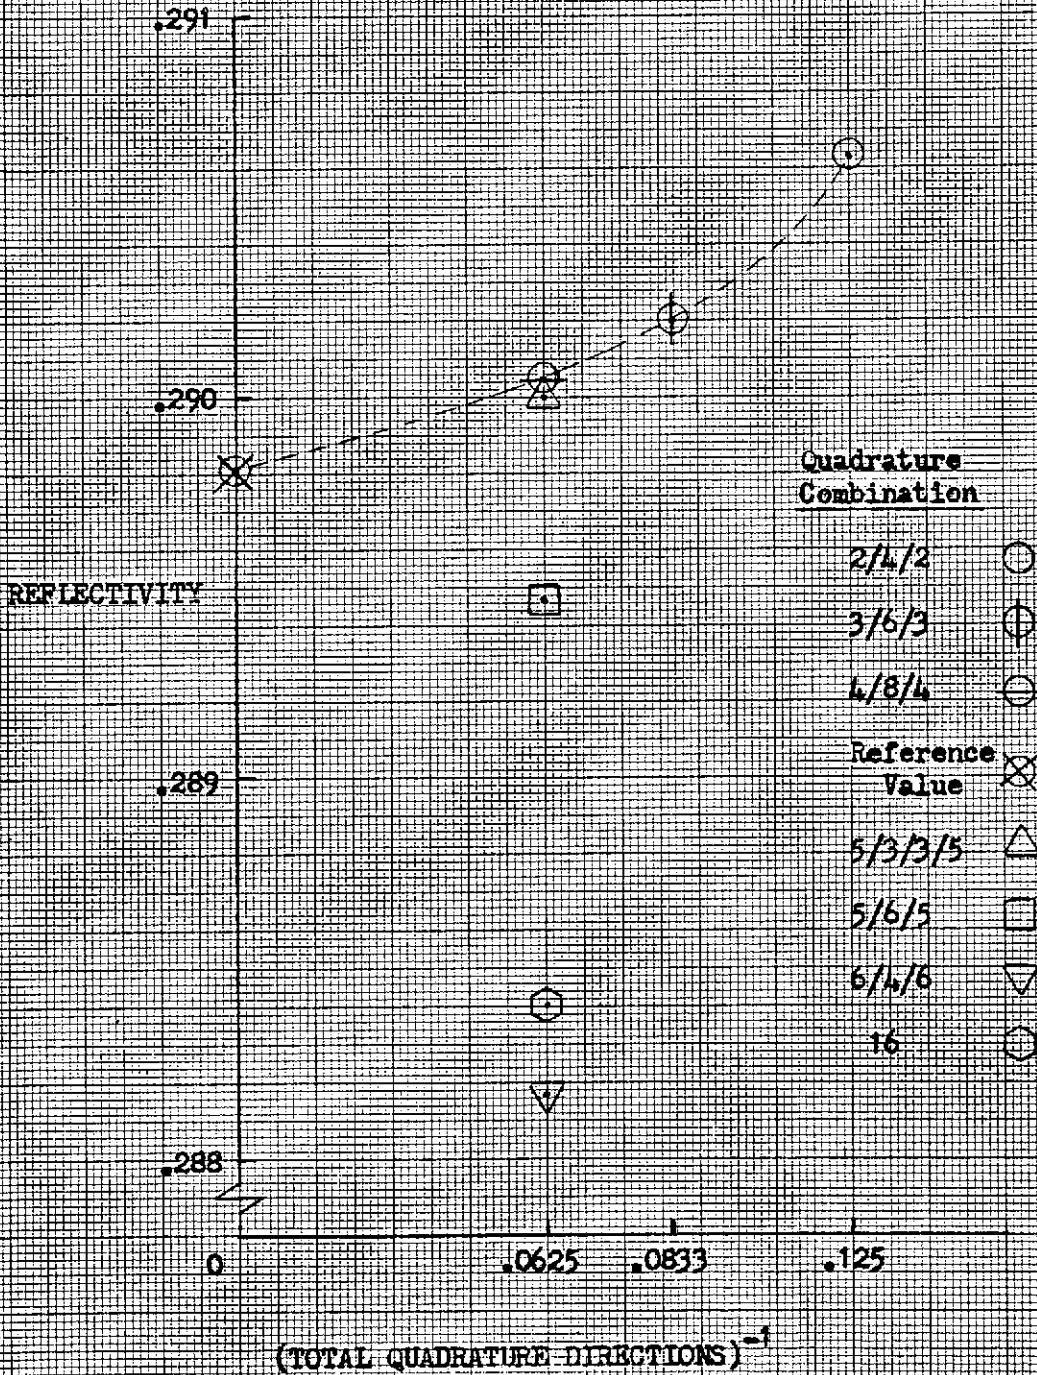 .291
.290
Quadrature
Combination
2/4/2
REFLECTIVITY
3/6/3
4/8/4
Reference
Value
.289
5/3/3/5
5/6/5
6/4/6
16
.288
0
.0625
.0833
.125
(TOTAL QUADRATURE DIRECTIONS)⁻¹